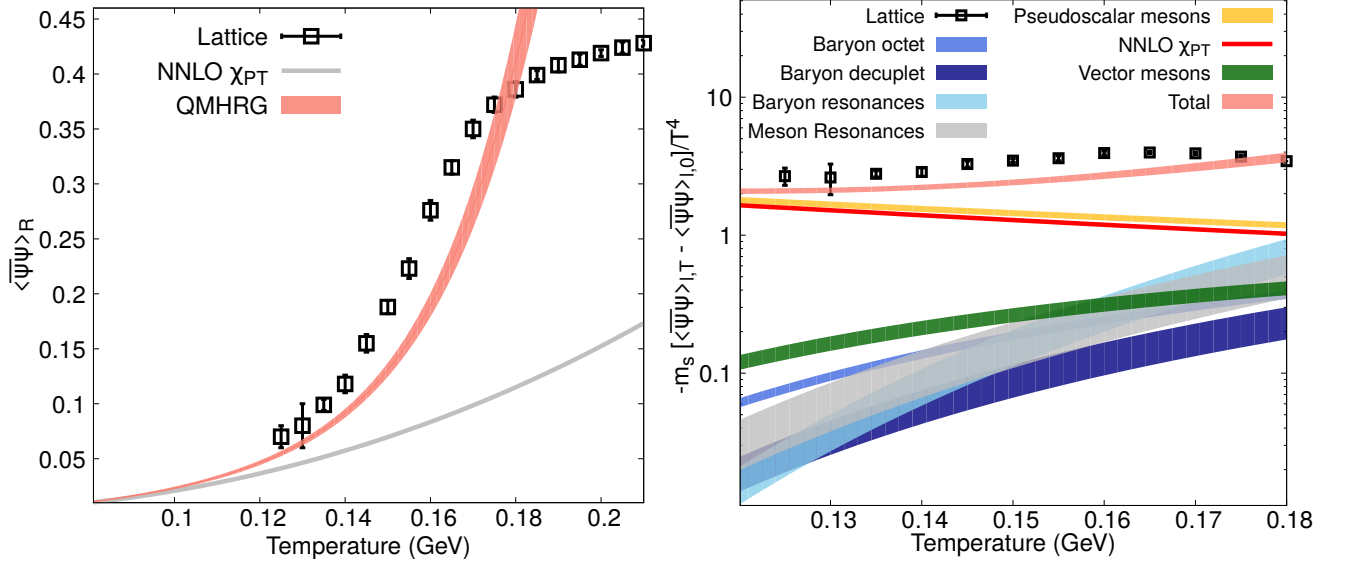 0.45
0.4
0.35
0.3
0.25
0.2
0.15
0.1
0.05
<ψ̅ψ>R
Lattice
NNLO χPT
QMHRG
0.1 0.12 0.14 0.16 0.18 0.2
Temperature (GeV)
-ms [<ψ̅ψ>l,T - <ψ̅ψ>l,0]/T⁴
10
1
0.1
Lattice
Baryon octet
Baryon decuplet
Baryon resonances
Meson Resonances
Pseudoscalar mesons
NNLO χPT
Vector mesons
Total
0.13 0.14 0.15 0.16 0.17 0.18
Temperature (GeV)